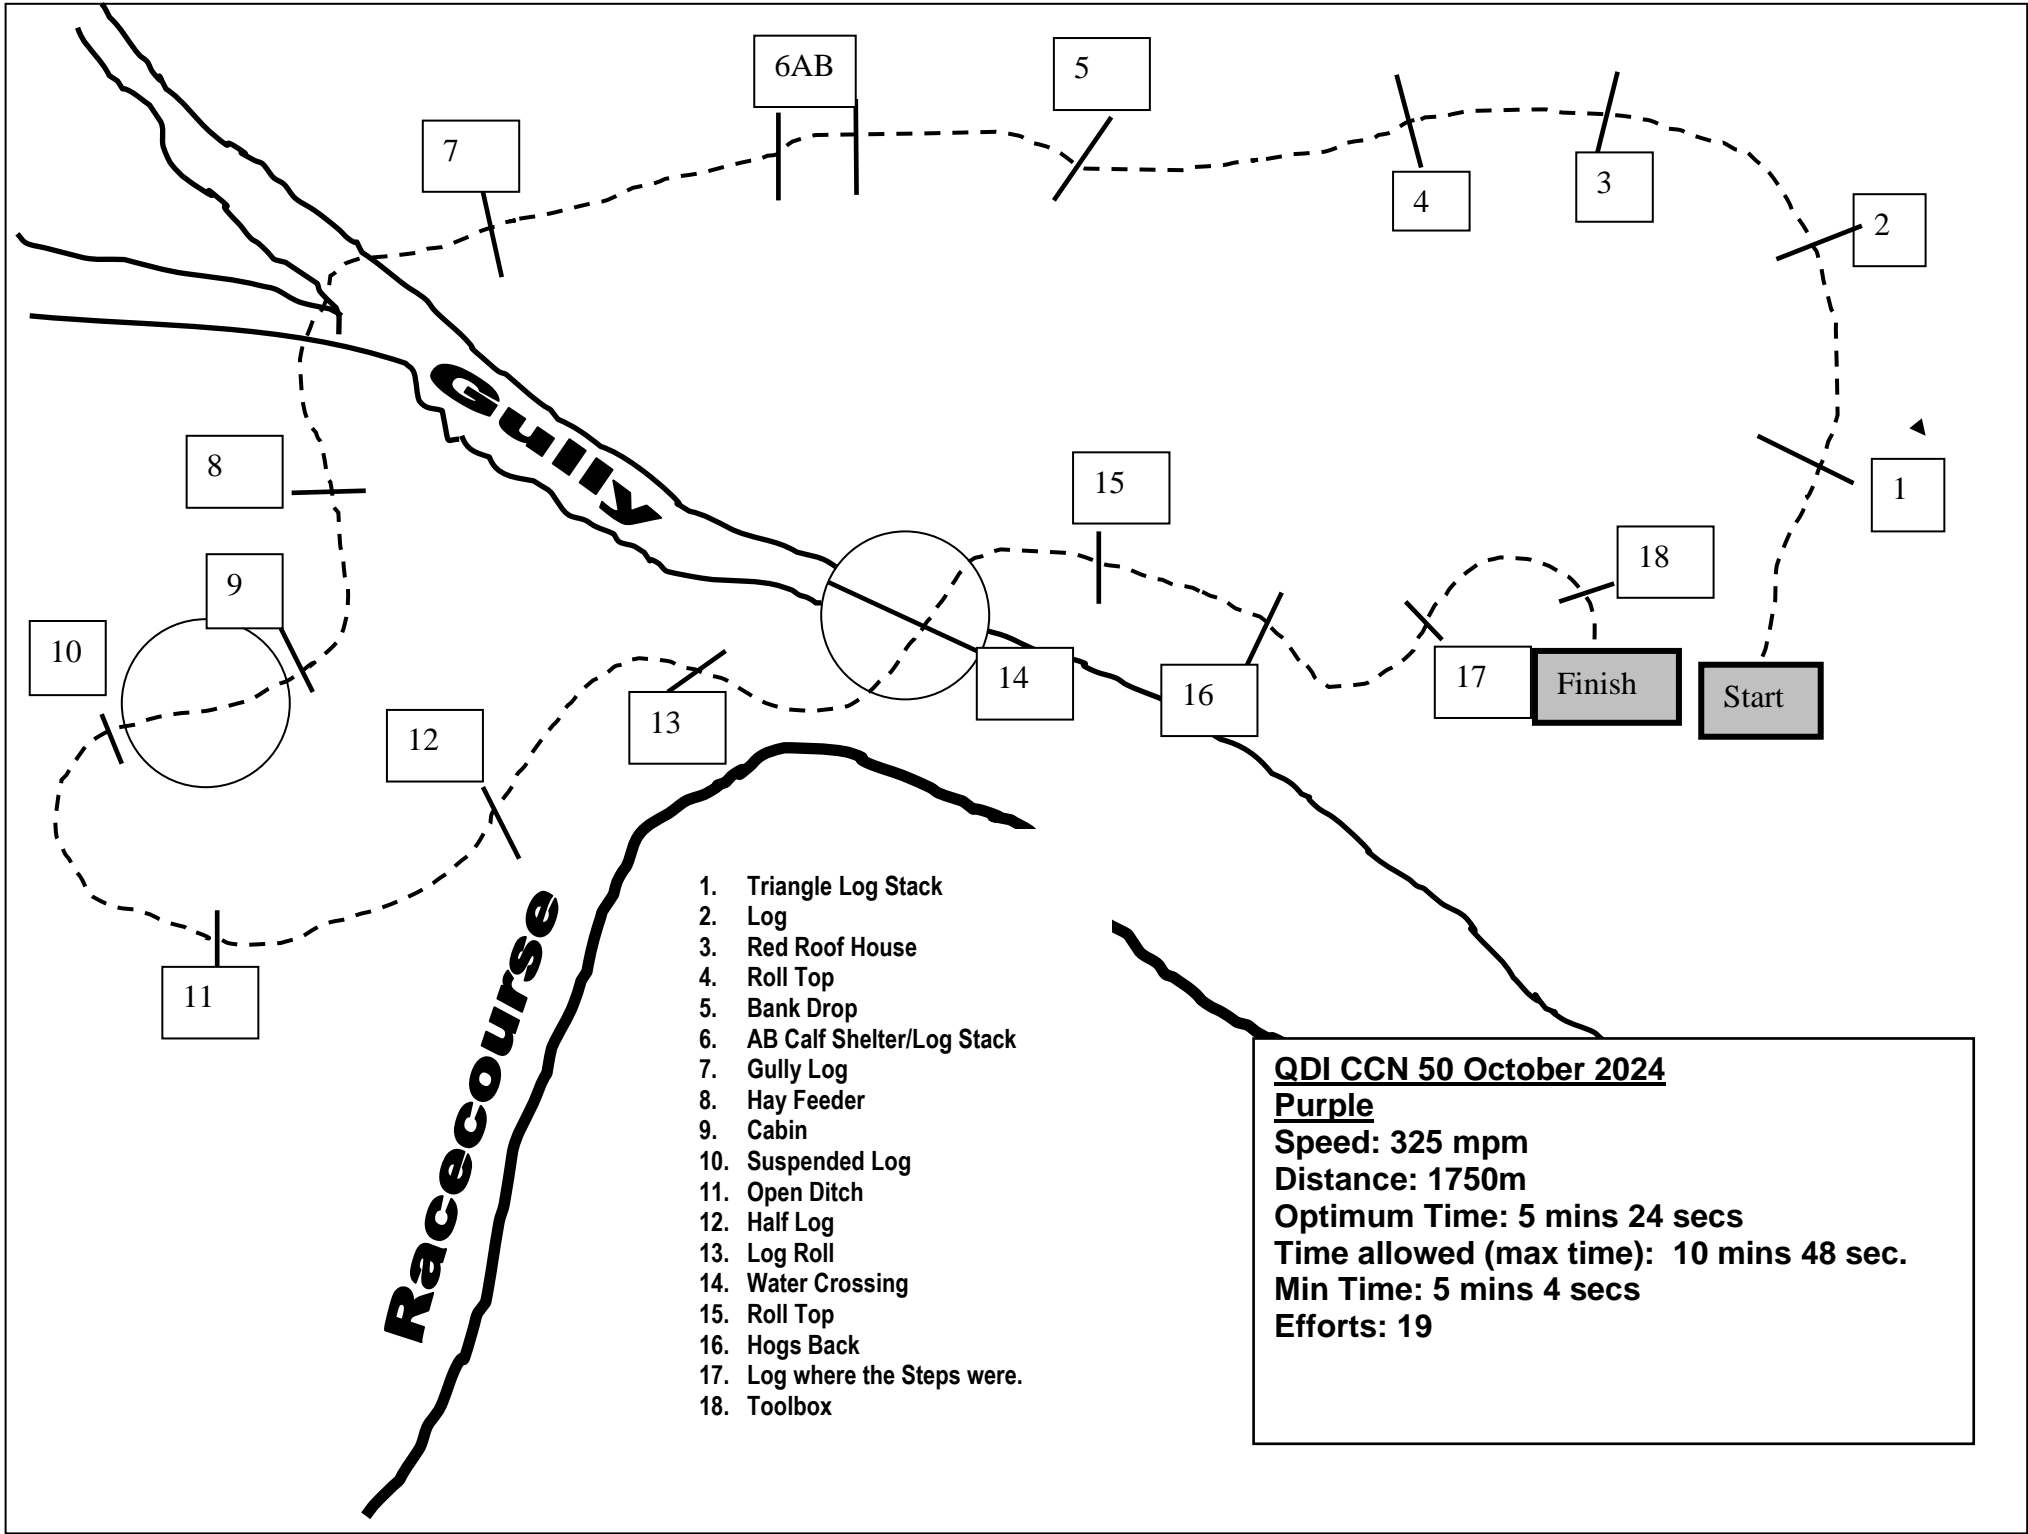 6AB
5
7
4
3
2
8
15
1
18
9
10
14
17
Finish
Start
16
12
13
11
Gully
Racecourse
1. Triangle Log Stack
2. Log
3. Red Roof House
4. Roll Top
5. Bank Drop
6. AB Calf Shelter/Log Stack
7. Gully Log
8. Hay Feeder
9. Cabin
10. Suspended Log
11. Open Ditch
12. Half Log
13. Log Roll
14. Water Crossing
15. Roll Top
16. Hogs Back
17. Log where the Steps were.
18. Toolbox
QDI CCN 50 October 2024
Purple
Speed: 325 mpm
Distance: 1750m
Optimum Time: 5 mins 24 secs
Time allowed (max time): 10 mins 48 sec.
Min Time: 5 mins 4 secs
Efforts: 19